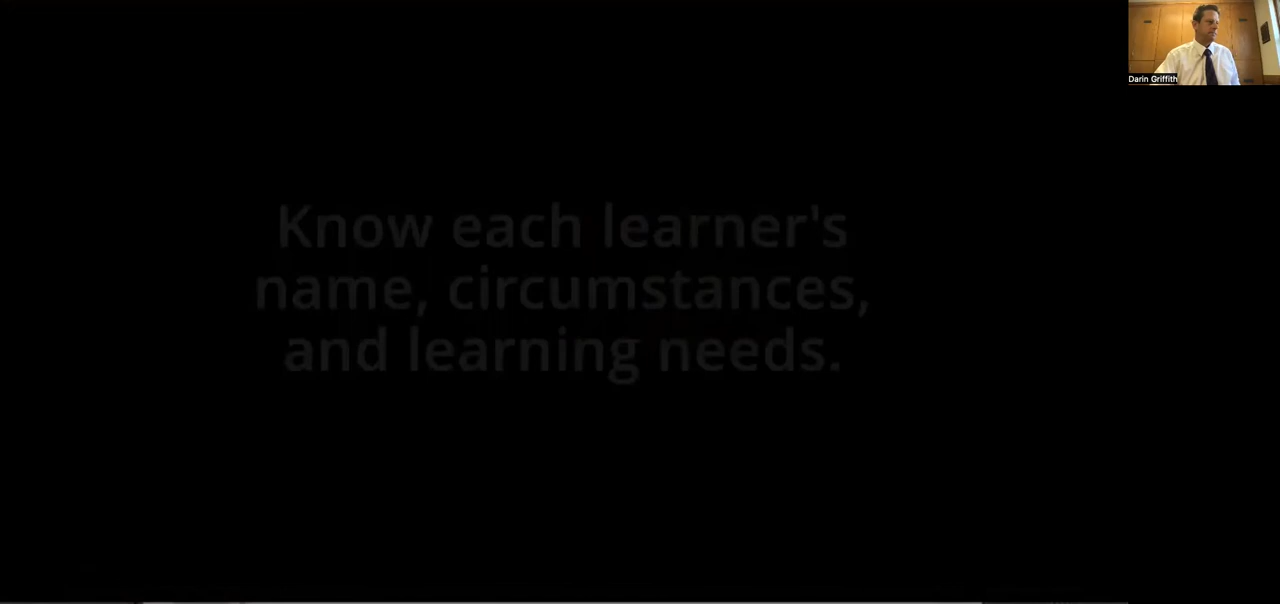 Darin Griffith
Know each learner's
name, circumstances,
and learning needs.